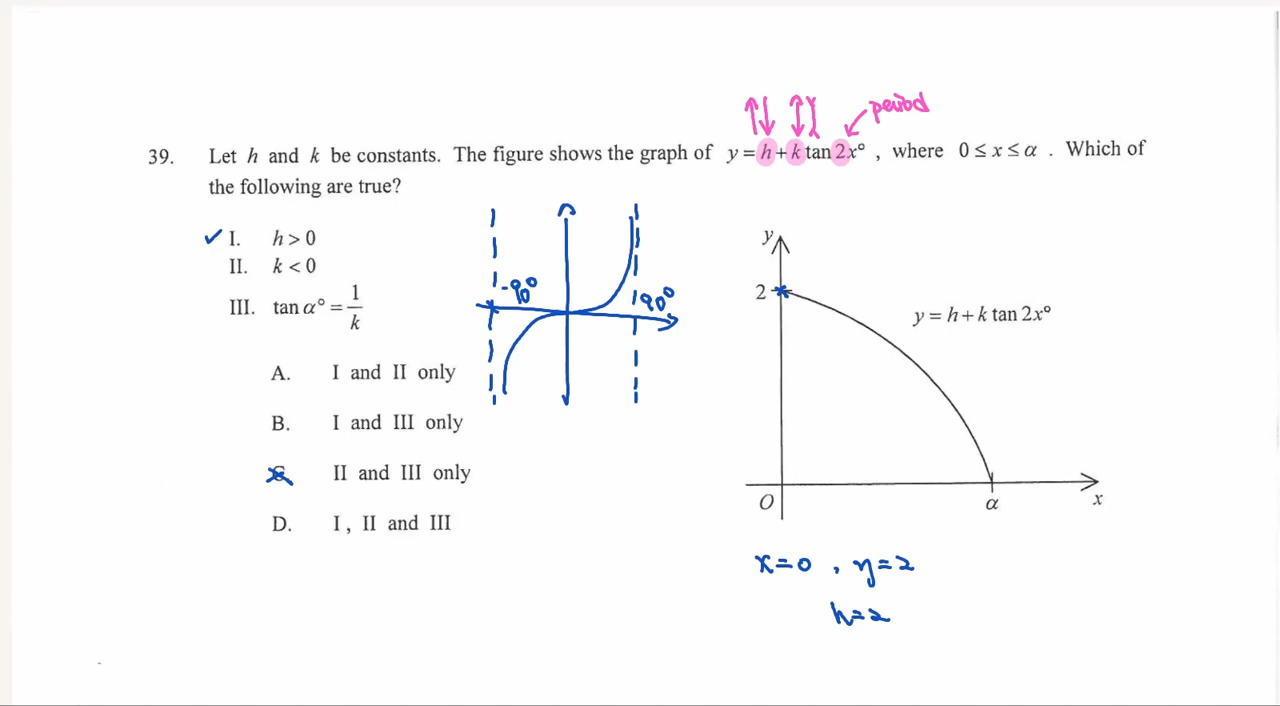 period
39. Let h and k be constants. The figure shows the graph of y = h + k tan 2x° , where 0 ≤ x ≤ α . Which of
the following are true?
✓ I. h > 0
II. k < 0
III. tan α° = 1/k
A. I and II only
B. I and III only
C. II and III only
D. I , II and III
-90°
90°
y
2
y = h + k tan 2x°
O
α
x
x=0 , y=2
h=2